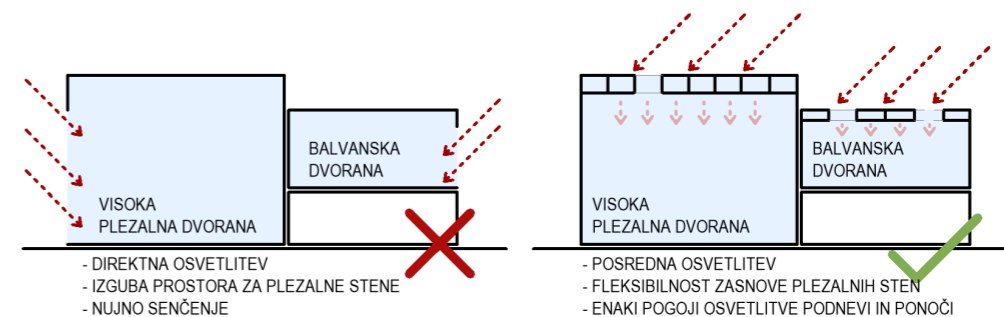 BALVANSKA
DVORANA
VISOKA
PLEZALNA DVORANA
- DIREKTNA OSVETLITEV
- IZGUBA PROSTORA ZA PLEZALNE STENE
- NUJNO SENČENJE
BALVANSKA
DVORANA
VISOKA
PLEZALNA DVORANA
- POSREDNA OSVETLITEV
- FLEKSIBILNOST ZASNOVE PLEZALNIH STEN
- ENAKI POGOJI OSVETLITVE PODNEVI IN PONOČI